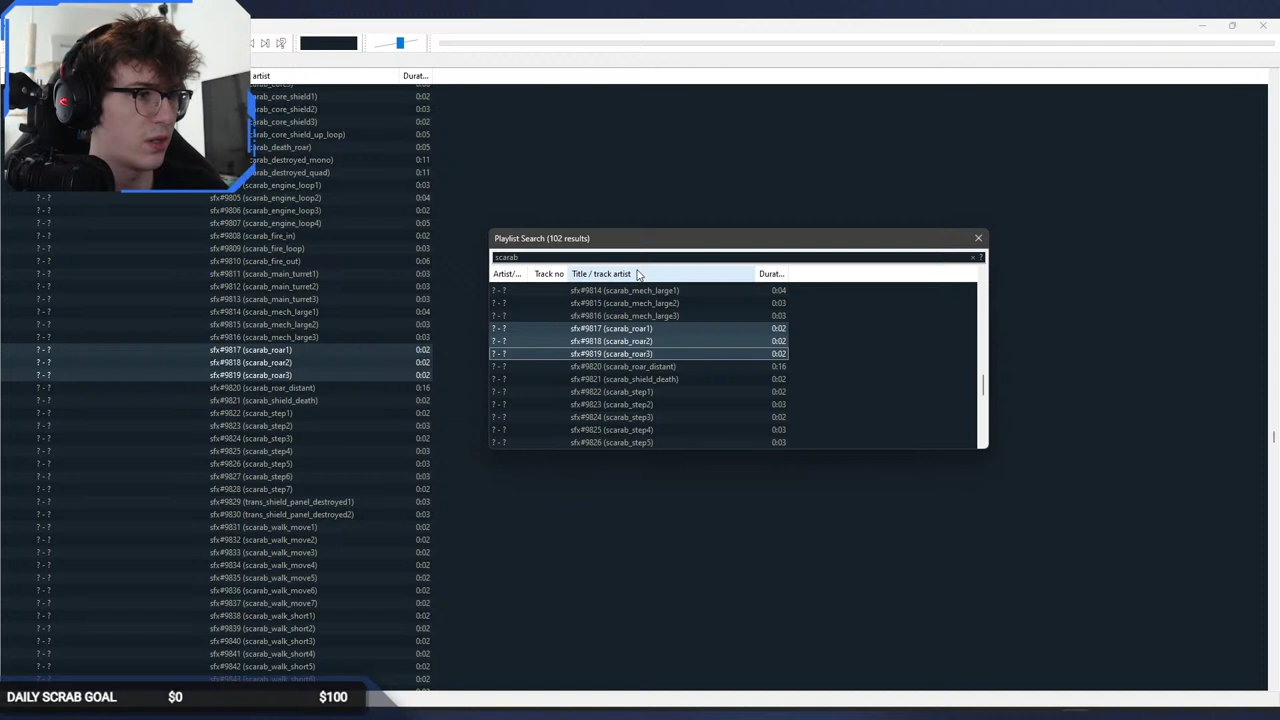 artist Durat...
scarab_core_shield1) 0:02
scarab_core_shield2) 0:03
scarab_core_shield3) 0:02
scarab_core_shield_up_loop) 0:05
scarab_death_roar) 0:05
scarab_destroyed_mono) 0:11
scarab_destroyed_quad) 0:11
scarab_engine_loop1) 0:03
? - ? sfx#9805 (scarab_engine_loop2) 0:04
? - ? sfx#9806 (scarab_engine_loop3) 0:02
? - ? sfx#9807 (scarab_engine_loop4) 0:05
? - ? sfx#9808 (scarab_fire_in) 0:02
? - ? sfx#9809 (scarab_fire_loop) 0:03
? - ? sfx#9810 (scarab_fire_out) 0:06
? - ? sfx#9811 (scarab_main_turret1) 0:03
? - ? sfx#9812 (scarab_main_turret2) 0:03
? - ? sfx#9813 (scarab_main_turret3) 0:02
? - ? sfx#9814 (scarab_mech_large1) 0:04
? - ? sfx#9815 (scarab_mech_large2) 0:03
? - ? sfx#9816 (scarab_mech_large3) 0:03
? - ? sfx#9817 (scarab_roar1) 0:02
? - ? sfx#9818 (scarab_roar2) 0:02
? - ? sfx#9819 (scarab_roar3) 0:02
? - ? sfx#9820 (scarab_roar_distant) 0:16
? - ? sfx#9821 (scarab_shield_death) 0:02
? - ? sfx#9822 (scarab_step1) 0:02
? - ? sfx#9823 (scarab_step2) 0:03
? - ? sfx#9824 (scarab_step3) 0:02
? - ? sfx#9825 (scarab_step4) 0:03
? - ? sfx#9826 (scarab_step5) 0:03
? - ? sfx#9827 (scarab_step6) 0:03
? - ? sfx#9828 (scarab_step7) 0:02
? - ? sfx#9829 (trans_shield_panel_destroyed1) 0:03
? - ? sfx#9830 (trans_shield_panel_destroyed2) 0:03
? - ? sfx#9831 (scarab_walk_move1) 0:02
? - ? sfx#9832 (scarab_walk_move2) 0:02
? - ? sfx#9833 (scarab_walk_move3) 0:02
? - ? sfx#9834 (scarab_walk_move4) 0:02
? - ? sfx#9835 (scarab_walk_move5) 0:02
? - ? sfx#9836 (scarab_walk_move6) 0:02
? - ? sfx#9837 (scarab_walk_move7) 0:02
? - ? sfx#9838 (scarab_walk_short1) 0:02
? - ? sfx#9839 (scarab_walk_short2) 0:02
? - ? sfx#9840 (scarab_walk_short3) 0:02
? - ? sfx#9841 (scarab_walk_short4) 0:02
? - ? sfx#9842 (scarab_walk_short5) 0:02
Playlist Search (102 results)
scarab × ?
Artist/... Track no Title / track artist Durat...
? - ? sfx#9814 (scarab_mech_large1) 0:04
? - ? sfx#9815 (scarab_mech_large2) 0:03
? - ? sfx#9816 (scarab_mech_large3) 0:03
? - ? sfx#9817 (scarab_roar1) 0:02
? - ? sfx#9818 (scarab_roar2) 0:02
? - ? sfx#9819 (scarab_roar3) 0:02
? - ? sfx#9820 (scarab_roar_distant) 0:16
? - ? sfx#9821 (scarab_shield_death) 0:02
? - ? sfx#9822 (scarab_step1) 0:02
? - ? sfx#9823 (scarab_step2) 0:03
? - ? sfx#9824 (scarab_step3) 0:02
? - ? sfx#9825 (scarab_step4) 0:03
? - ? sfx#9826 (scarab_step5) 0:03
DAILY SCRAB GOAL $0 $100